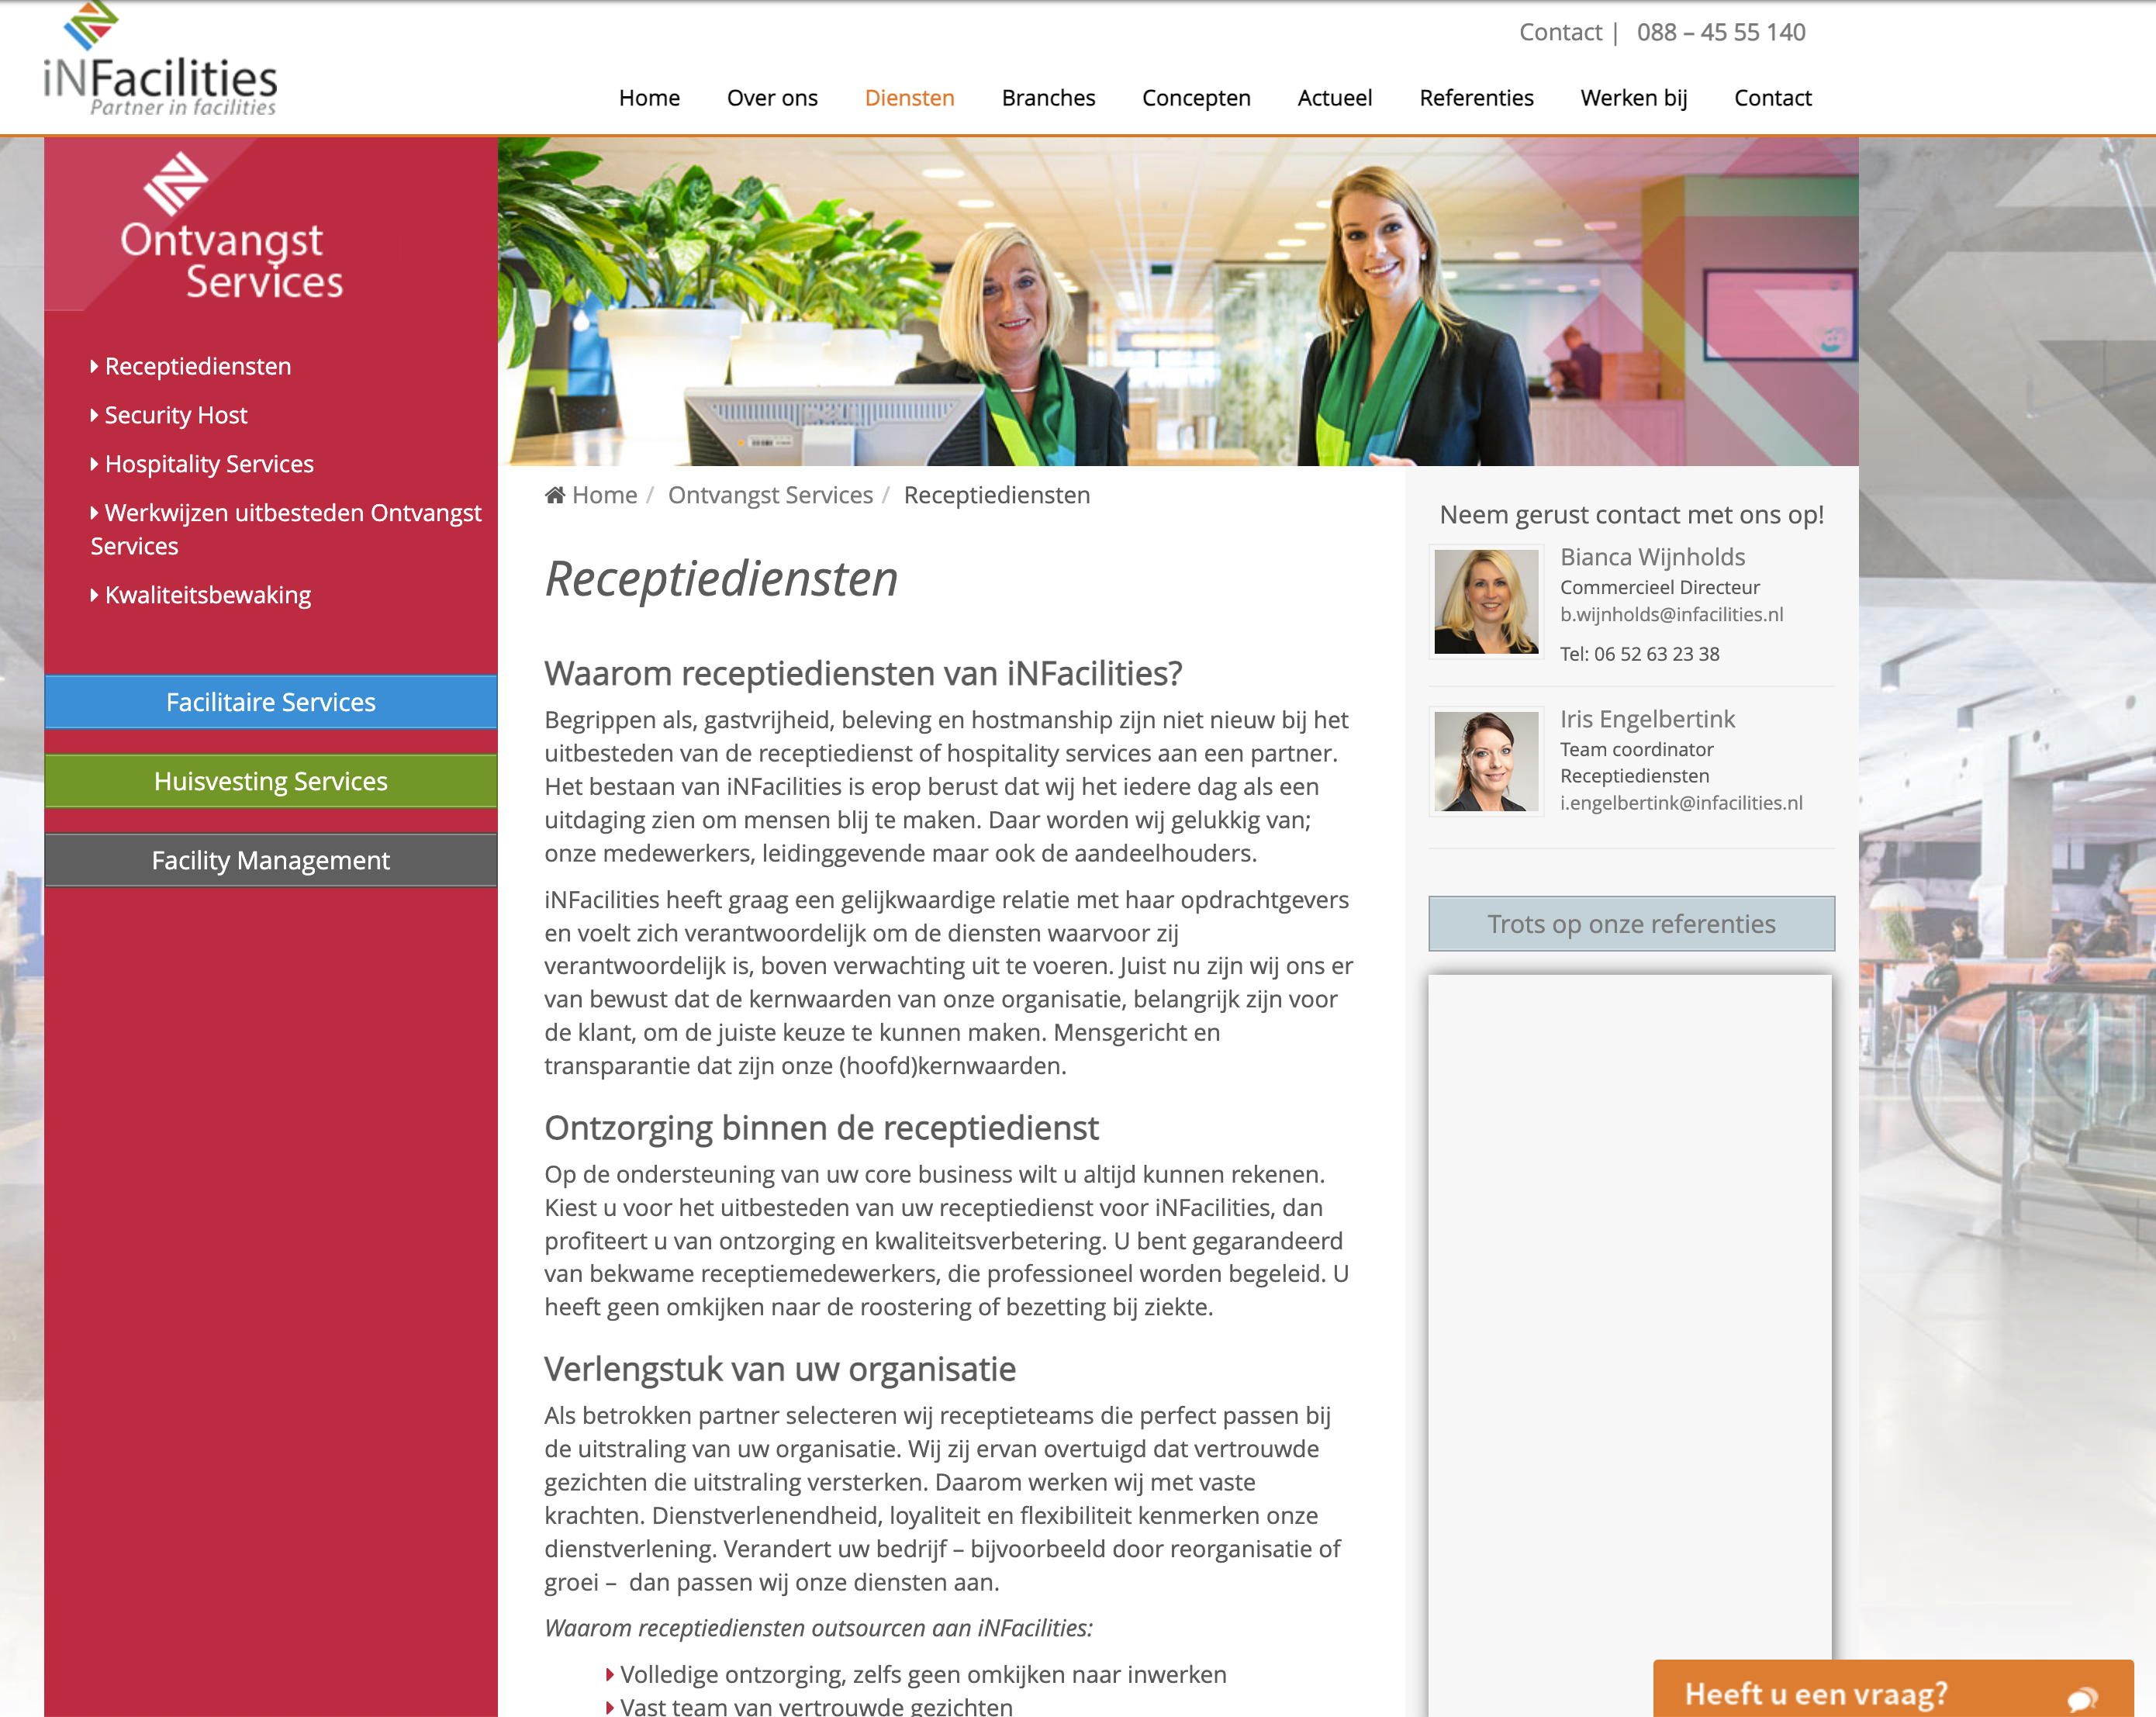 iNFacilities
Partner in facilities
Contact | 088 – 45 55 140
Home Over ons Diensten Branches Concepten Actueel Referenties Werken bij Contact
Ontvangst
Services
Receptiediensten
Security Host
Hospitality Services
Werkwijzen uitbesteden Ontvangst
Services
Kwaliteitsbewaking
Facilitaire Services
Huisvesting Services
Facility Management
Home / Ontvangst Services / Receptiediensten
Receptiediensten
Waarom receptiediensten van iNFacilities?
Begrippen als, gastvrijheid, beleving en hostmanship zijn niet nieuw bij het
uitbesteden van de receptiedienst of hospitality services aan een partner.
Het bestaan van iNFacilities is erop berust dat wij het iedere dag als een
uitdaging zien om mensen blij te maken. Daar worden wij gelukkig van;
onze medewerkers, leidinggevende maar ook de aandeelhouders.
iNFacilities heeft graag een gelijkwaardige relatie met haar opdrachtgevers
en voelt zich verantwoordelijk om de diensten waarvoor zij
verantwoordelijk is, boven verwachting uit te voeren. Juist nu zijn wij ons er
van bewust dat de kernwaarden van onze organisatie, belangrijk zijn voor
de klant, om de juiste keuze te kunnen maken. Mensgericht en
transparantie dat zijn onze (hoofd)kernwaarden.
Ontzorging binnen de receptiedienst
Op de ondersteuning van uw core business wilt u altijd kunnen rekenen.
Kiest u voor het uitbesteden van uw receptiedienst voor iNFacilities, dan
profiteert u van ontzorging en kwaliteitsverbetering. U bent gegarandeerd
van bekwame receptiemedewerkers, die professioneel worden begeleid. U
heeft geen omkijken naar de roostering of bezetting bij ziekte.
Verlengstuk van uw organisatie
Als betrokken partner selecteren wij receptieteams die perfect passen bij
de uitstraling van uw organisatie. Wij zij ervan overtuigd dat vertrouwde
gezichten die uitstraling versterken. Daarom werken wij met vaste
krachten. Dienstverlenendheid, loyaliteit en flexibiliteit kenmerken onze
dienstverlening. Verandert uw bedrijf – bijvoorbeeld door reorganisatie of
groei – dan passen wij onze diensten aan.
Waarom receptiediensten outsourcen aan iNFacilities:
Volledige ontzorging, zelfs geen omkijken naar inwerken
Vast team van vertrouwde gezichten
Neem gerust contact met ons op!
Bianca Wijnholds
Commercieel Directeur
b.wijnholds@infacilities.nl
Tel: 06 52 63 23 38
Iris Engelbertink
Team coordinator
Receptiediensten
i.engelbertink@infacilities.nl
Trots op onze referenties
Heeft u een vraag?